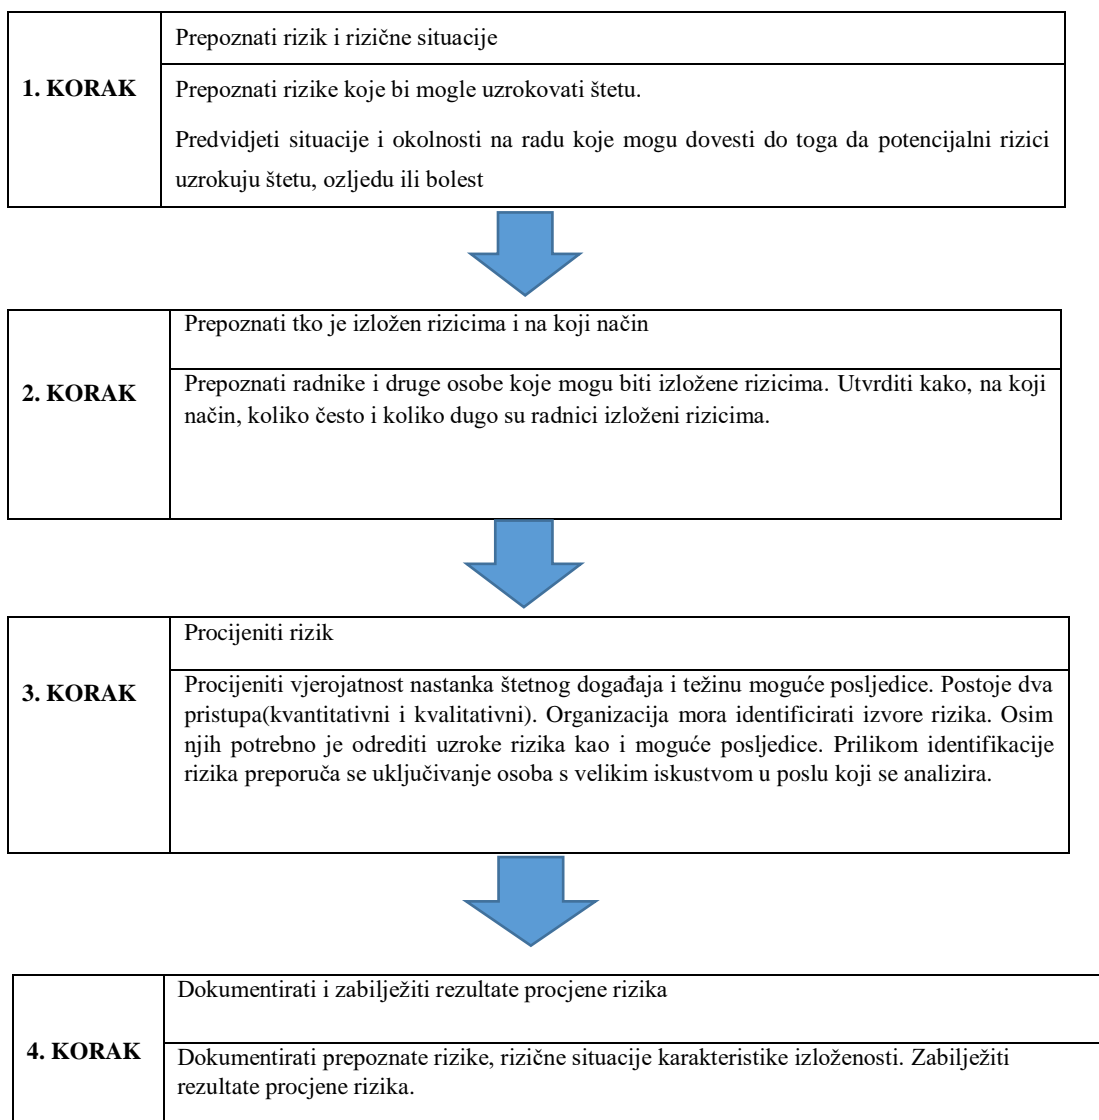 Prepoznati rizik i rizične situacije
1. KORAK
Prepoznati rizike koje bi mogle uzrokovati štetu.
Predvidjeti situacije i okolnosti na radu koje mogu dovesti do toga da potencijalni rizici
uzrokuju štetu, ozljedu ili bolest
Prepoznati tko je izložen rizicima i na koji način
2. KORAK
Prepoznati radnike i druge osobe koje mogu biti izložene rizicima. Utvrditi kako, na koji
način, koliko često i koliko dugo su radnici izloženi rizicima.
Procijeniti rizik
3. KORAK
Procijeniti vjerojatnost nastanka štetnog događaja i težinu moguće posljedice. Postoje dva
pristupa(kvantitativni i kvalitativni). Organizacija mora identificirati izvore rizika. Osim
njih potrebno je odrediti uzroke rizika kao i moguće posljedice. Prilikom identifikacije
rizika preporuča se uključivanje osoba s velikim iskustvom u poslu koji se analizira.
Dokumentirati i zabilježiti rezultate procjene rizika
4. KORAK
Dokumentirati prepoznate rizike, rizične situacije karakteristike izloženosti. Zabilježiti
rezultate procjene rizika.